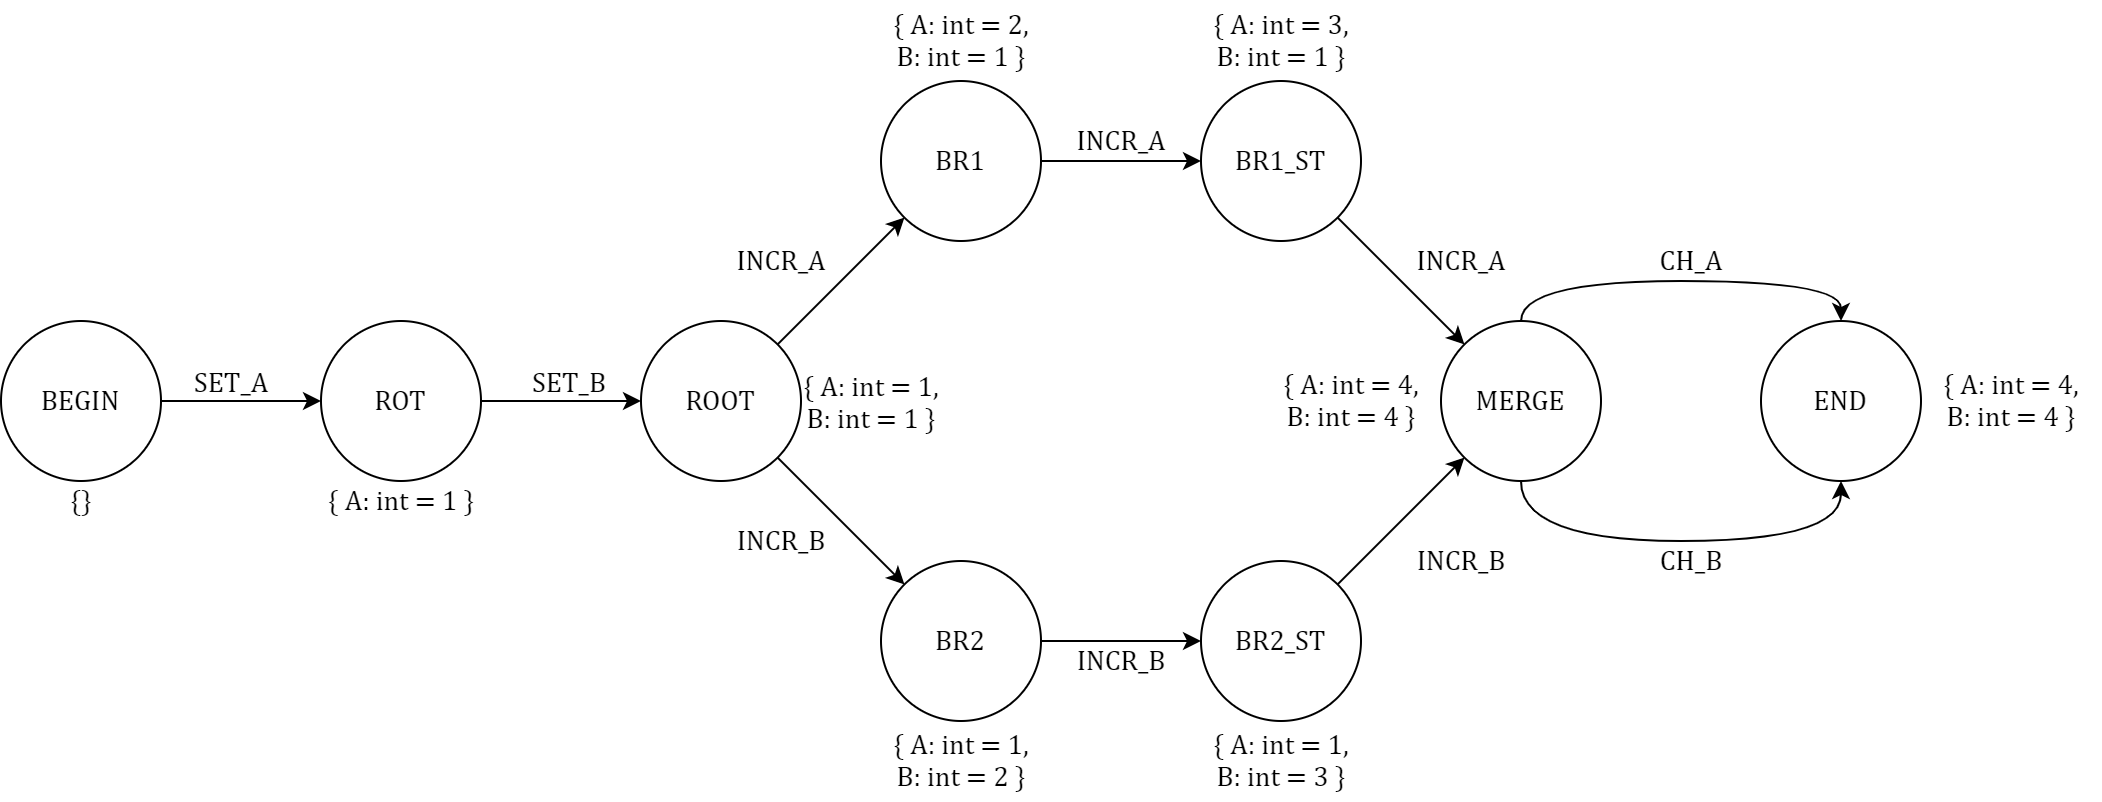 { A: int = 2,
B: int = 1 }
{ A: int = 3,
B: int = 1 }
BR1
INCR_A
BR1_ST
INCR_A
INCR_A
CH_A
BEGIN
{}
SET_A
ROT
{ A: int = 1 }
SET_B
ROOT
{ A: int = 1,
B: int = 1 }
{ A: int = 4,
B: int = 4 }
MERGE
END
{ A: int = 4,
B: int = 4 }
INCR_B
INCR_B
CH_B
BR2
INCR_B
BR2_ST
{ A: int = 1,
B: int = 2 }
{ A: int = 1,
B: int = 3 }